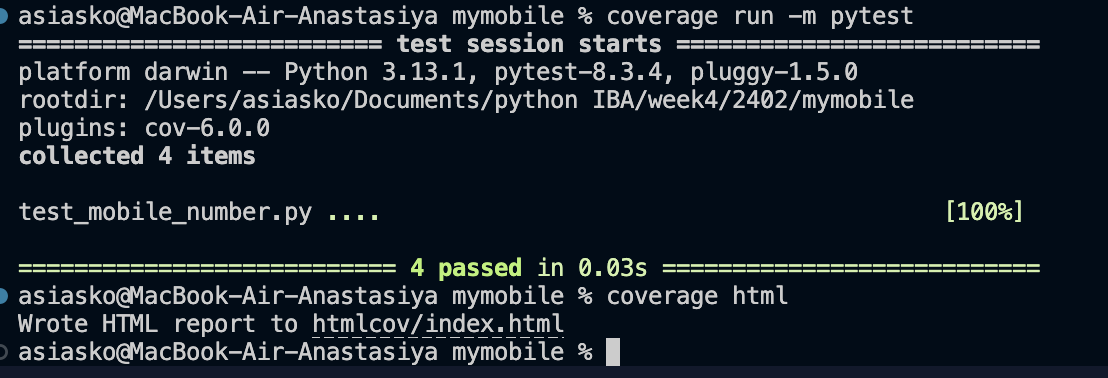 asiasko@MacBook-Air-Anastasiya mymobile % coverage run -m pytest
========================== test session starts ==========================
platform darwin -- Python 3.13.1, pytest-8.3.4, pluggy-1.5.0
rootdir: /Users/asiasko/Documents/python IBA/week4/2402/mymobile
plugins: cov-6.0.0
collected 4 items
test_mobile_number.py .... [100%]
=========================== 4 passed in 0.03s ===========================
asiasko@MacBook-Air-Anastasiya mymobile % coverage html
Wrote HTML report to htmlcov/index.html
asiasko@MacBook-Air-Anastasiya mymobile %